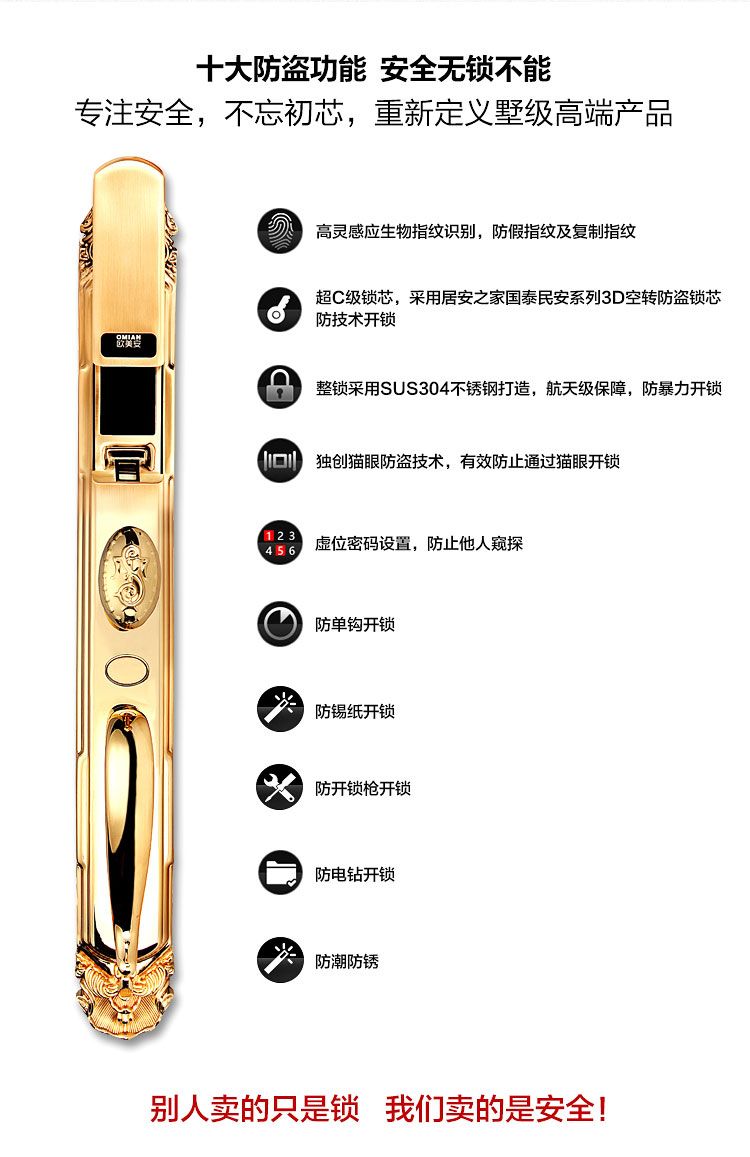 十大防盗功能 安全无锁不能
专注安全，不忘初芯，重新定义墅级高端产品
高灵感应生物指纹识别，防假指纹及复制指纹
超C级锁芯，采用居安之家国泰民安系列3D空转防盗锁芯
防技术开锁
OMIAN
欧美安
整锁采用SUS304不锈钢打造，航天级保障，防暴力开锁
独创猫眼防盗技术，有效防止通过猫眼开锁
1 2 3
4 5 6
虚位密码设置，防止他人窥探
防单钩开锁
防锡纸开锁
防开锁枪开锁
防电钻开锁
防潮防锈
别人卖的只是锁 我们卖的是安全！